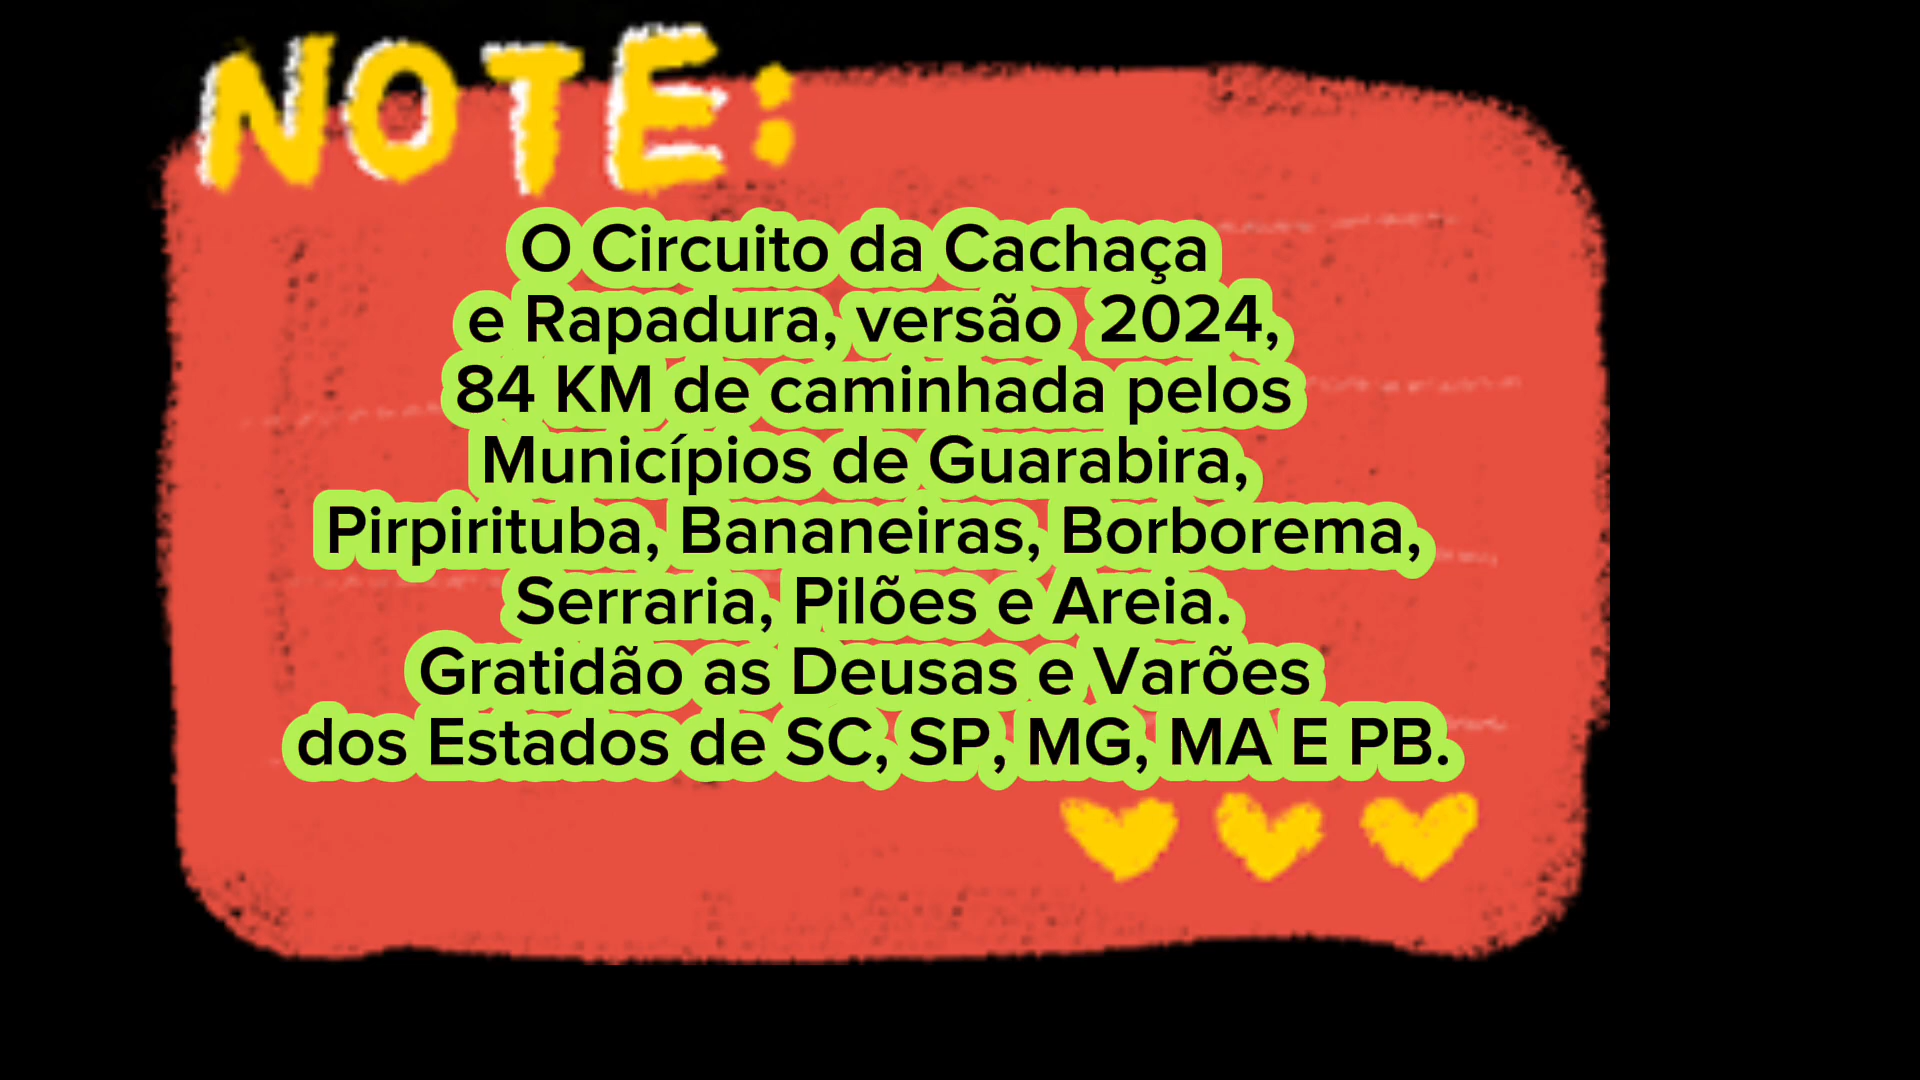 NOTE:
O Circuito da Cachaça
e Rapadura, versão 2024,
84 KM de caminhada pelos
Municípios de Guarabira,
Pirpirituba, Bananeiras, Borborema,
Serraria, Pilões e Areia.
Gratidão as Deusas e Varões
dos Estados de SC, SP, MG, MA E PB.